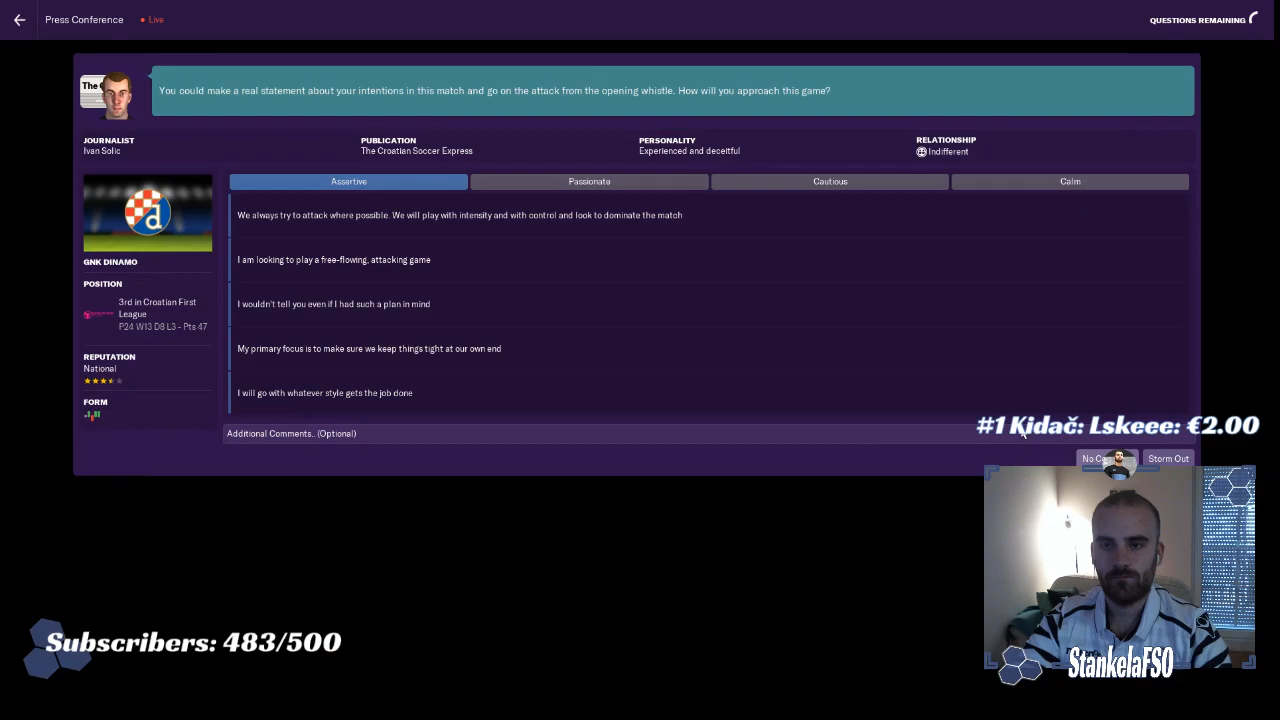 Press Conference
Live
QUESTIONS REMAINING
The
You could make a real statement about your intentions in this match and go on the attack from the opening whistle. How will you approach this game?
JOURNALIST
Ivan Solic
PUBLICATION
The Croatian Soccer Express
PERSONALITY
Experienced and deceitful
RELATIONSHIP
Indifferent
Assertive
Passionate
Cautious
Calm
GNK DINAMO
POSITION
3rd in Croatian First
League
P24 W13 D8 L3 - Pts 47
REPUTATION
National
FORM
We always try to attack where possible. We will play with intensity and with control and look to dominate the match
I am looking to play a free-flowing, attacking game
I wouldn't tell you even if I had such a plan in mind
My primary focus is to make sure we keep things tight at our own end
I will go with whatever style gets the job done
Additional Comments.. (Optional)
#1 Kidač: Lskeee: €2.00
No
Storm Out
Subscribers: 483/500
StankelaFSO